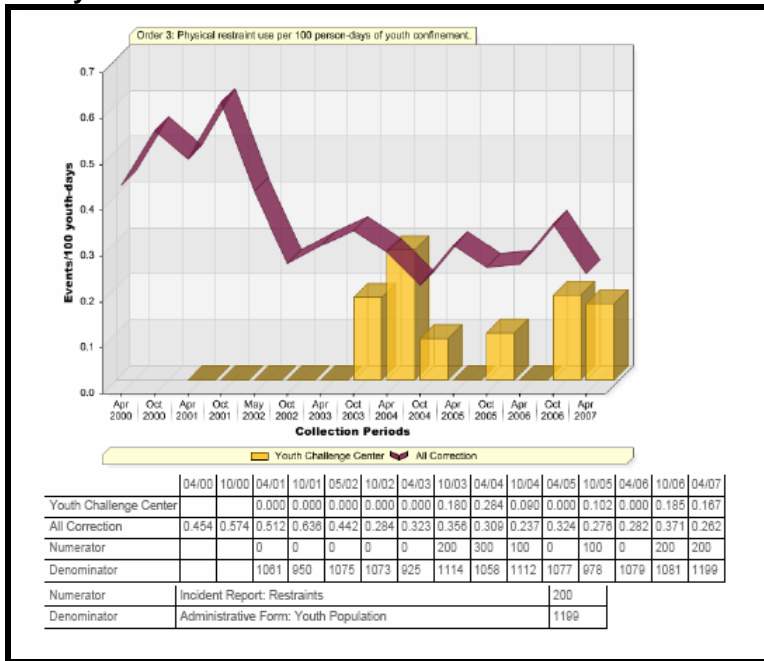 Order 3: Physical restraint use per 100 person-days of youth confinement.
0.7
0.6
0.5
0.4
0.3
0.2
0.1
0.0
Events/100 youth-days
Apr Oct Apr Oct May Oct Apr Oct Apr Oct Apr Oct Apr Oct Apr
2000 2000 2001 2001 2002 2002 2003 2003 2004 2004 2005 2005 2006 2006 2007
Collection Periods
Youth Challenge Center All Correction
04/00 10/00 04/01 10/01 05/02 10/02 04/03 10/03 04/04 10/04 04/05 10/05 04/06 10/06 04/07
Youth Challenge Center 0.000 0.000 0.000 0.000 0.000 0.180 0.284 0.090 0.000 0.102 0.000 0.185 0.167
All Correction 0.454 0.574 0.512 0.636 0.442 0.284 0.323 0.356 0.309 0.237 0.324 0.276 0.282 0.371 0.262
Numerator 0 0 0 0 0 200 300 100 0 100 0 200 200
Denominator 1061 950 1075 1073 925 1114 1058 1112 1077 978 1079 1081 1199
Numerator Incident Report: Restraints 200
Denominator Administrative Form: Youth Population 1199